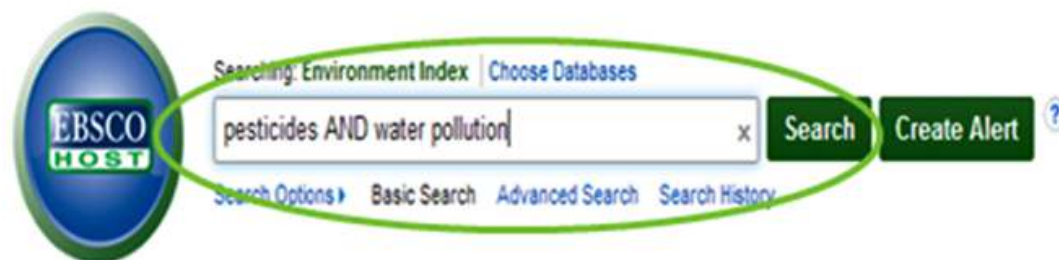 EBSCO
HOST
Searching: Environment Index | Choose Databases
pesticides AND water pollution x Search Create Alert ?
Search Options Basic Search Advanced Search Search History